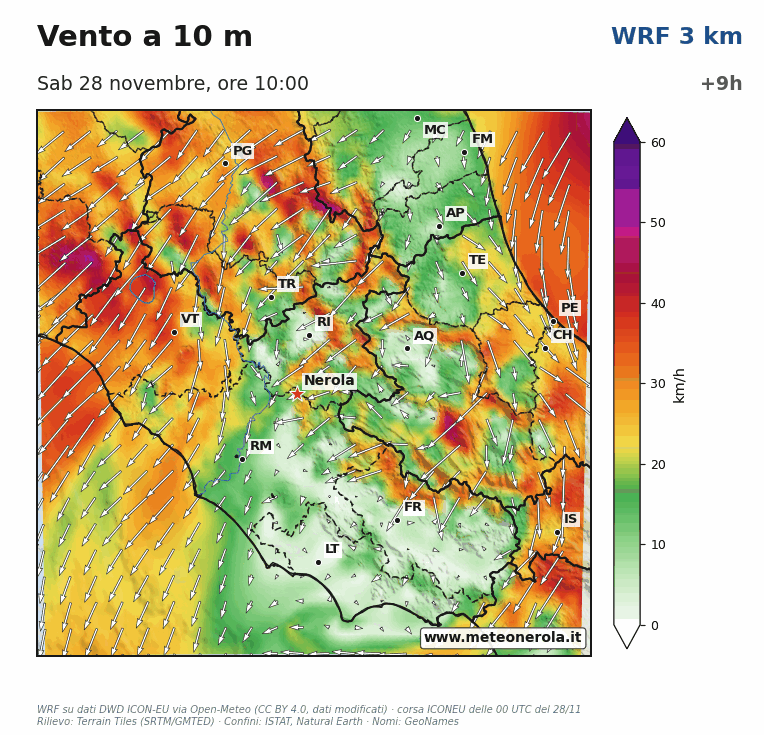 Vento a 10 m
WRF 3 km
Sab 28 novembre, ore 10:00
+9h
MC
FM
PG
AP
TE
TR
PE
VT
RI
AQ
CH
Nerola
RM
FR
IS
LT
www.meteonerola.it
60
50
40
30
20
10
0
km/h
WRF su dati DWD ICON-EU via Open-Meteo (CC BY 4.0, dati modificati) · corsa ICONEU delle 00 UTC del 28/11
Rilievo: Terrain Tiles (SRTM/GMTED) · Confini: ISTAT, Natural Earth · Nomi: GeoNames